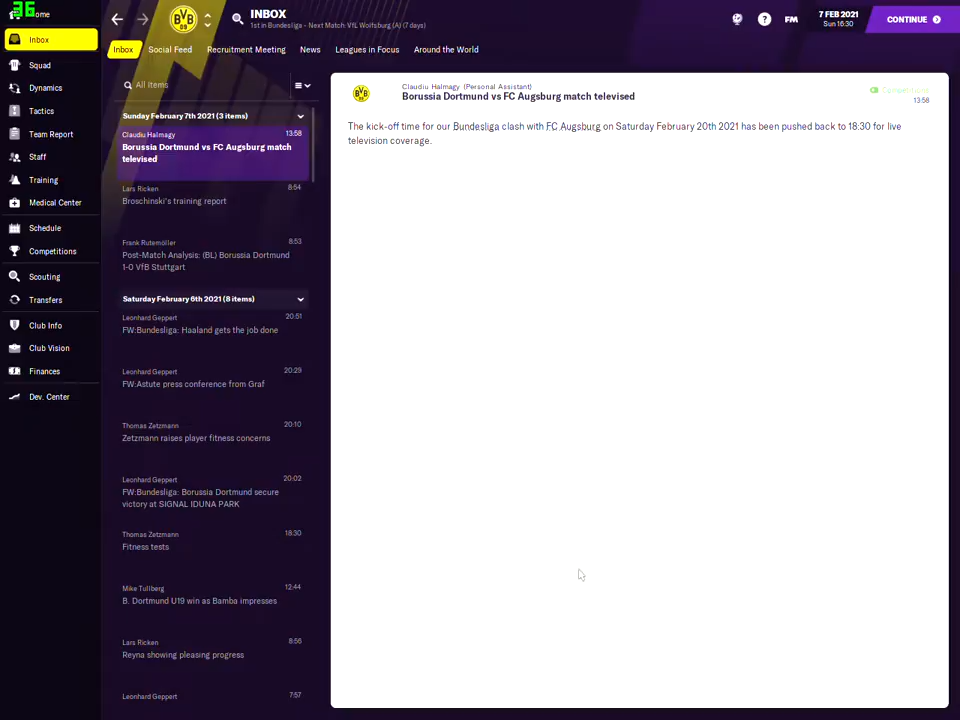 36
ome
Inbox
Squad
Dynamics
Tactics
Team Report
Staff
Training
Medical Center
Schedule
Competitions
Scouting
Transfers
Club Info
Club Vision
Finances
Dev. Center
BVB
09
INBOX
1st in Bundesliga - Next Match: VfL Wolfsburg (A) (7 days)
FM
7 FEB 2021
Sun 16:30
CONTINUE
Inbox
Social Feed
Recruitment Meeting
News
Leagues in Focus
Around the World
All Items
Sunday February 7th 2021 (3 items)
Claudiu Halmagy 13:58
Borussia Dortmund vs FC Augsburg match
televised
Lars Ricken 8:54
Broschinski's training report
Frank Rutemöller 8:53
Post-Match Analysis: (BL) Borussia Dortmund
1-0 VfB Stuttgart
Saturday February 6th 2021 (8 items)
Leonhard Geppert 20:51
FW:Bundesliga: Haaland gets the job done
Leonhard Geppert 20:29
FW:Astute press conference from Graf
Thomas Zetzmann 20:10
Zetzmann raises player fitness concerns
Leonhard Geppert 20:02
FW:Bundesliga: Borussia Dortmund secure
victory at SIGNAL IDUNA PARK
Thomas Zetzmann 18:30
Fitness tests
Mike Tullberg 12:44
B. Dortmund U19 win as Bamba impresses
Lars Ricken 8:56
Reyna showing pleasing progress
Leonhard Geppert 7:57
BVB
09
Claudiu Halmagy (Personal Assistant)
Borussia Dortmund vs FC Augsburg match televised
Competitions
13:58
The kick-off time for our Bundesliga clash with FC Augsburg on Saturday February 20th 2021 has been pushed back to 18:30 for live
television coverage.